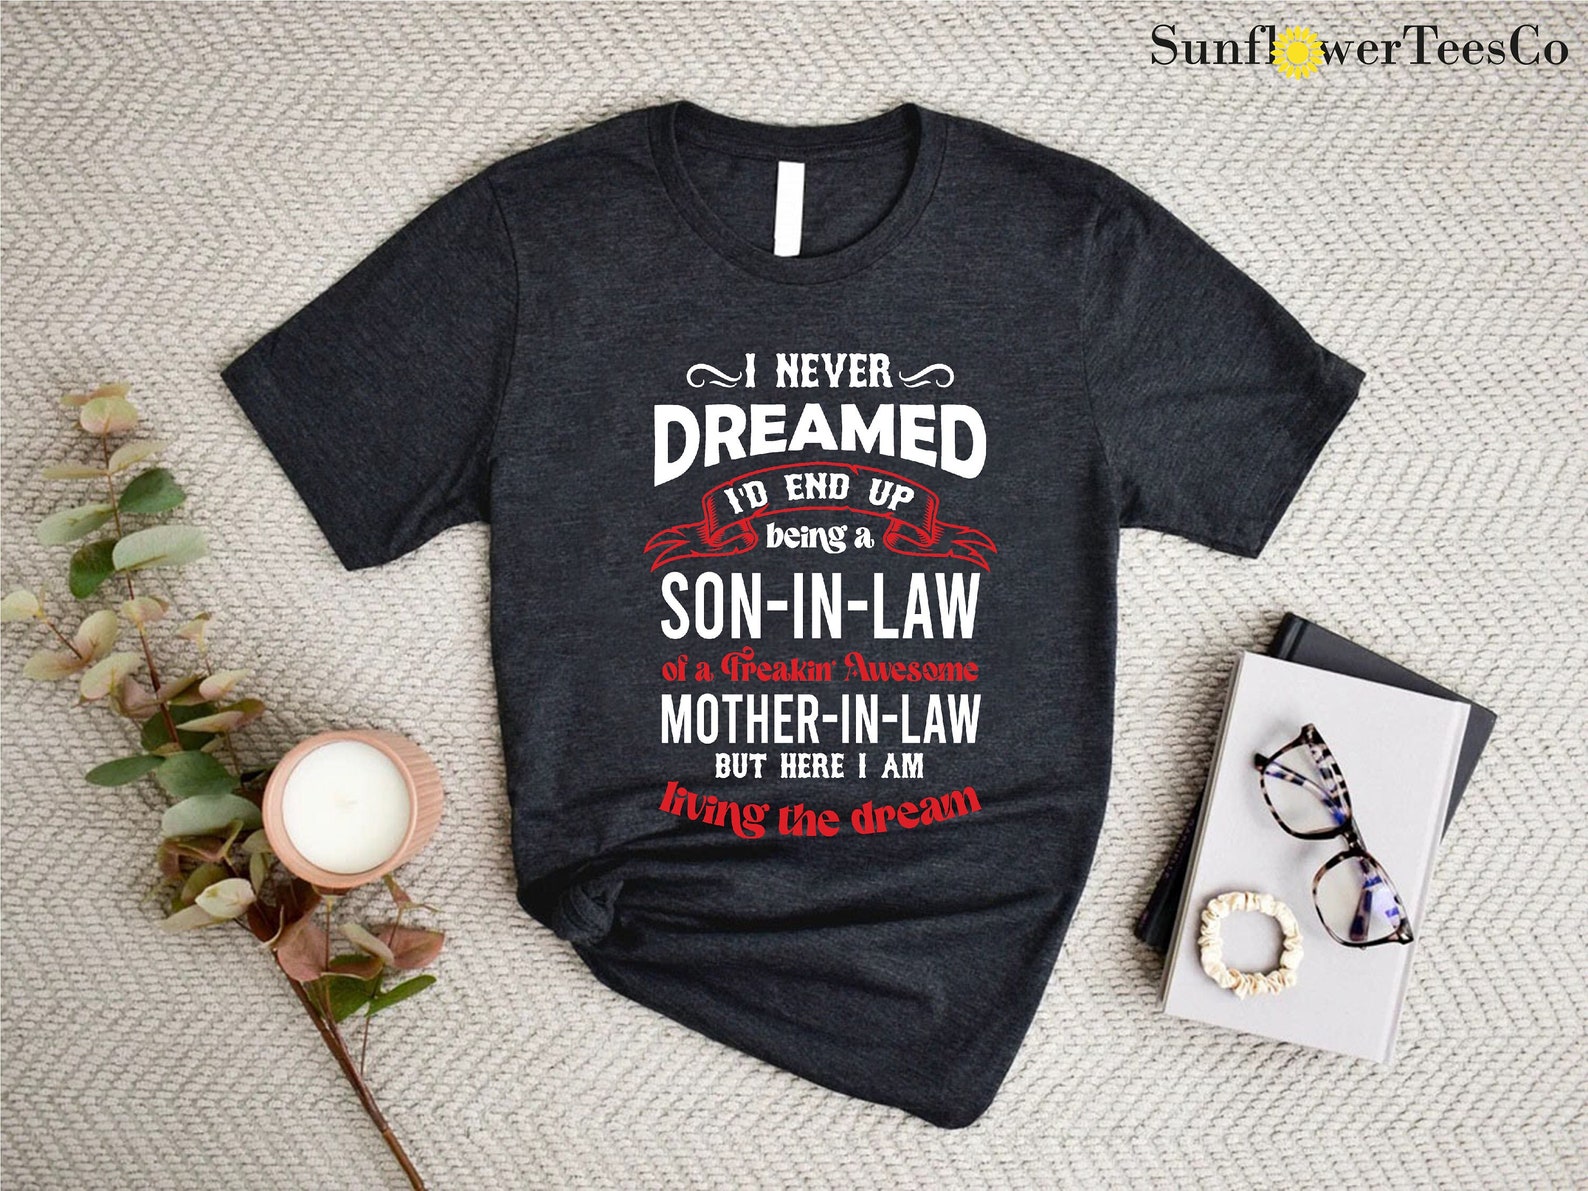 SunflowerTeesCo
I NEVER
DREAMED
I'D END UP
being a
SON-IN-LAW
of a Freakin' Awesome
MOTHER-IN-LAW
BUT HERE I AM
living the dream